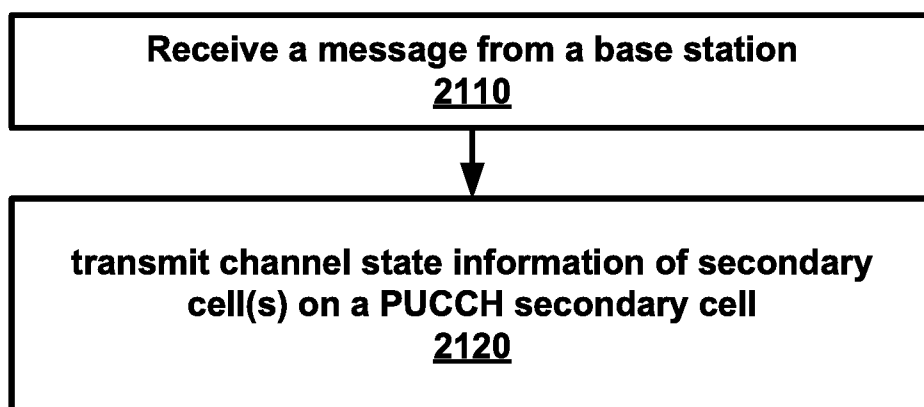 Receive a message from a base station
2110
transmit channel state information of secondary
cell(s) on a PUCCH secondary cell
2120